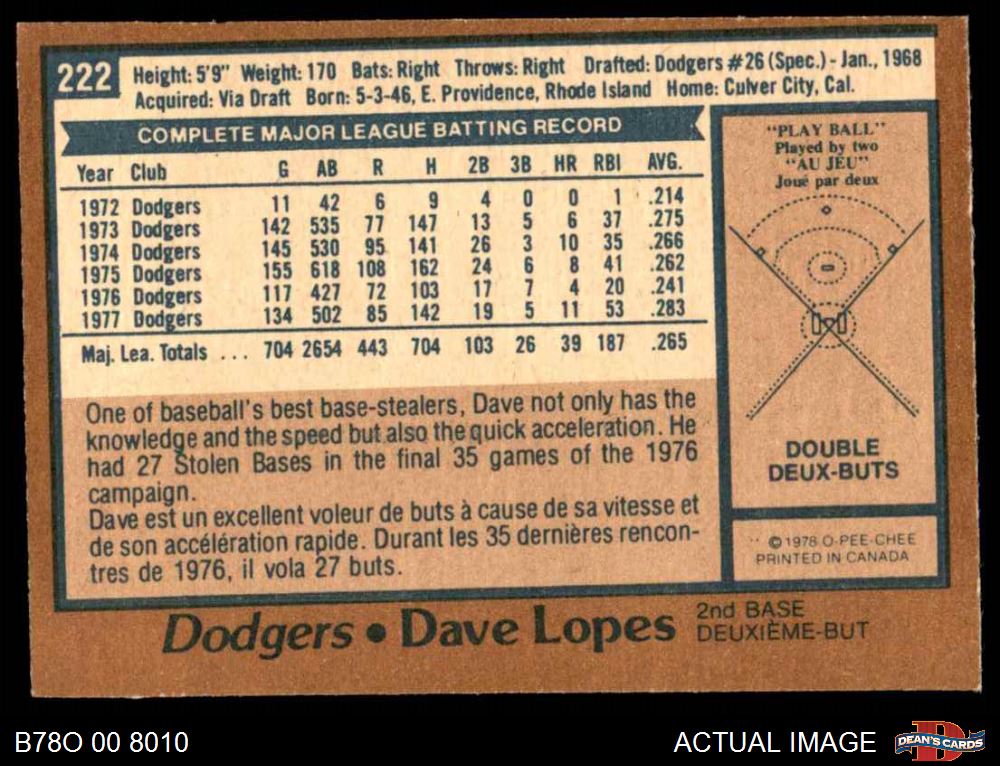 222
Height: 5'9" Weight: 170 Bats: Right Throws: Right Drafted: Dodgers #26 (Spec.) - Jan., 1968
Acquired: Via Draft Born: 5-3-46, E. Providence, Rhode Island Home: Culver City, Cal.
COMPLETE MAJOR LEAGUE BATTING RECORD
Year Club G AB R H 2B 3B HR RBI AVG.
1972 Dodgers 11 42 6 9 4 0 0 1 .214
1973 Dodgers 142 535 77 147 13 5 6 37 .275
1974 Dodgers 145 530 95 141 26 3 10 35 .266
1975 Dodgers 155 618 108 162 24 6 8 41 .262
1976 Dodgers 117 427 72 103 17 7 4 20 .241
1977 Dodgers 134 502 85 142 19 5 11 53 .283
Maj. Lea. Totals ... 704 2654 443 704 103 26 39 187 .265
One of baseball's best base-stealers, Dave not only has the
knowledge and the speed but also the quick acceleration. He
had 27 Stolen Bases in the final 35 games of the 1976
campaign.
Dave est un excellent voleur de buts à cause de sa vitesse et
de son accélération rapide. Durant les 35 dernières rencon-
tres de 1976, il vola 27 buts.
"PLAY BALL"
Played by two
"AU JEU"
Joué par deux
DOUBLE
DEUX-BUTS
© 1978 O-PEE-CHEE
PRINTED IN CANADA
Dodgers • Dave Lopes 2nd BASE
DEUXIÈME-BUT
B78O 00 8010
ACTUAL IMAGE
DEAN'S CARDS